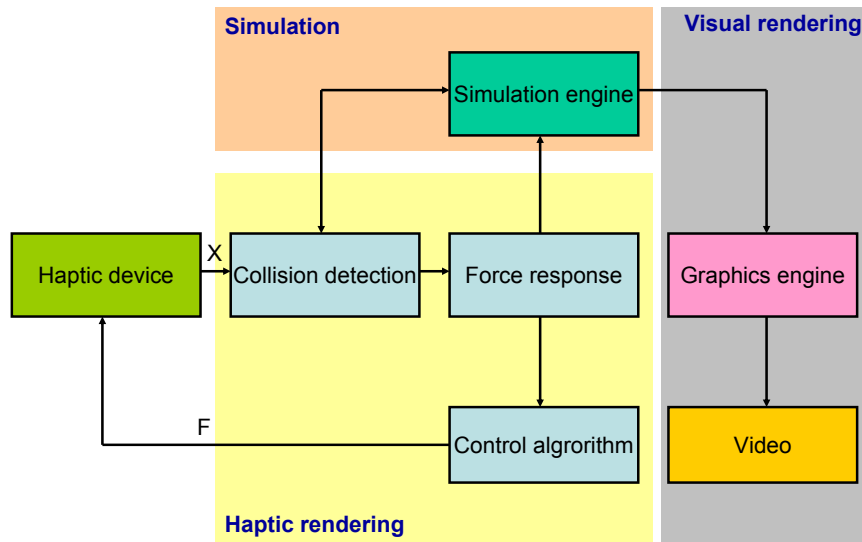 Simulation
Visual rendering
Simulation engine
X
Haptic device
Collision detection
Force response
Graphics engine
F
Control algrorithm
Video
Haptic rendering